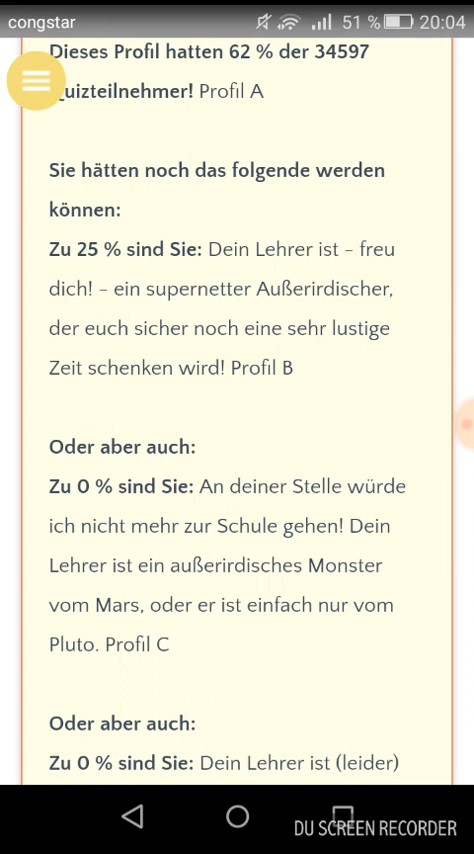 congstar 51 % 20:04
Dieses Profil hatten 62 % der 34597
uizteilnehmer! Profil A
Sie hätten noch das folgende werden
können:
Zu 25 % sind Sie: Dein Lehrer ist – freu
dich! – ein supernetter Außerirdischer,
der euch sicher noch eine sehr lustige
Zeit schenken wird! Profil B
Oder aber auch:
Zu 0 % sind Sie: An deiner Stelle würde
ich nicht mehr zur Schule gehen! Dein
Lehrer ist ein außerirdisches Monster
vom Mars, oder er ist einfach nur vom
Pluto. Profil C
Oder aber auch:
Zu 0 % sind Sie: Dein Lehrer ist (leider)
DU SCREEN RECORDER